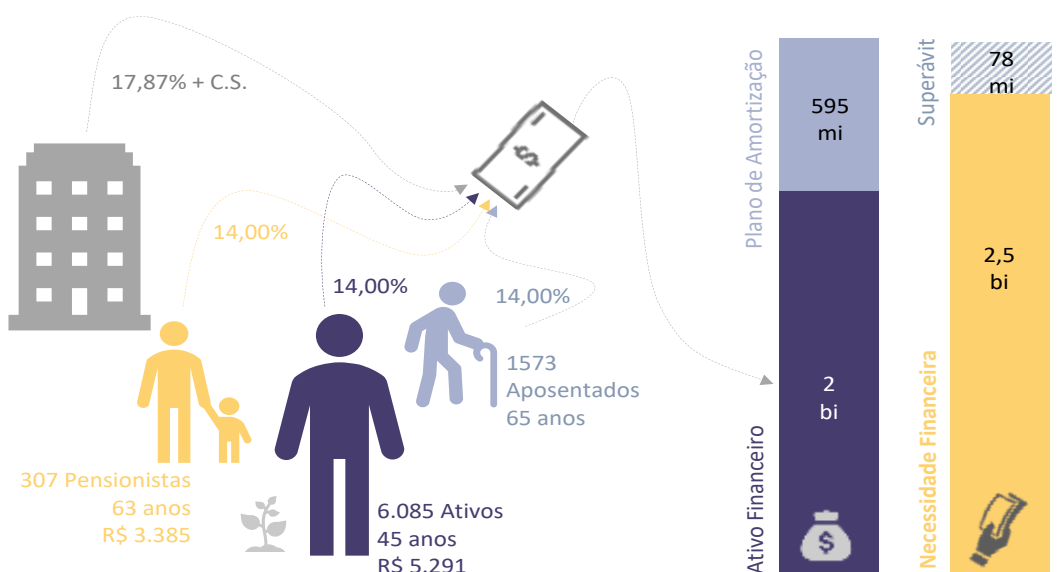 17,87% + C.S.
14,00%
14,00%
14,00%
307 Pensionistas
63 anos
R$ 3.385
6.085 Ativos
45 anos
R$ 5.291
1573
Aposentados
65 anos
$
Plano de Amortização
595
mi
Ativo Financeiro
2
bi
$
Superávit
78
mi
Necessidade Financeira
2,5
bi